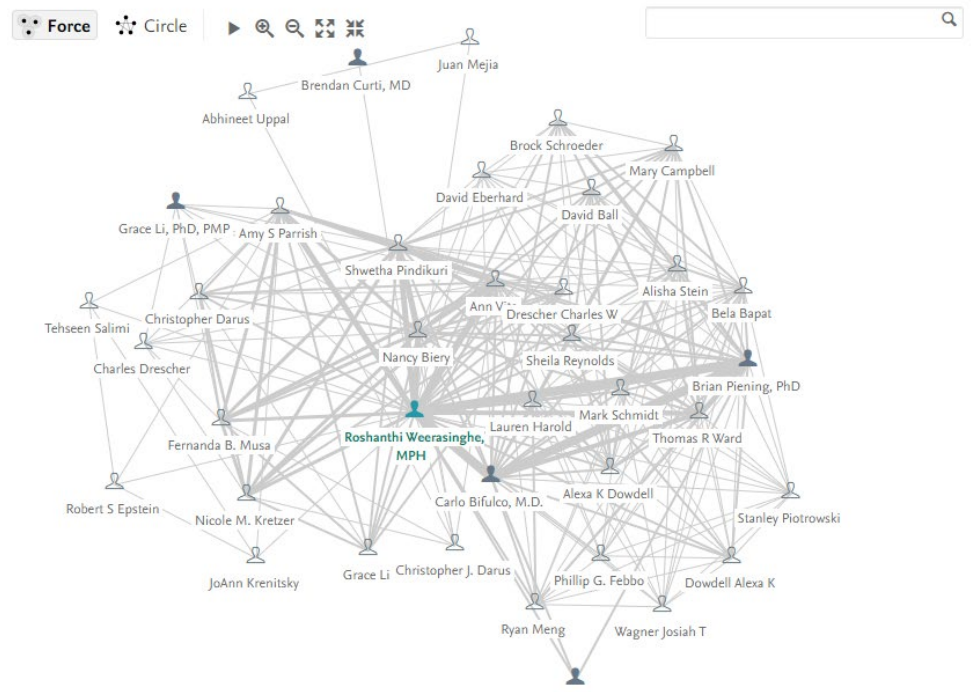 Force
Circle
Juan Mejia
Brendan Curti, MD
Abhineet Uppal
Brock Schroeder
Mary Campbell
David Eberhard
David Ball
Grace Li, PhD, PMP
Amy S Parrish
Shwetha Pindikuri
Alisha Stein
Ann
Drescher Charles W
Bela Bapat
Christopher Darus
Tehseen Salimi
Nancy Biery
Sheila Reynolds
Charles Drescher
Brian Piening, PhD
Mark Schmidt
Lauren Harold
Thomas R Ward
Roshanthi Weerasinghe,
MPH
Fernanda B. Musa
Carlo Bifulco, M.D.
Alexa K Dowdell
Robert S Epstein
Nicole M. Kretzer
Stanley Piotrowski
Grace Li
Christopher J. Darus
JoAnn Krenitsky
Phillip G. Febbo
Dowdell Alexa K
Ryan Meng
Wagner Josiah T